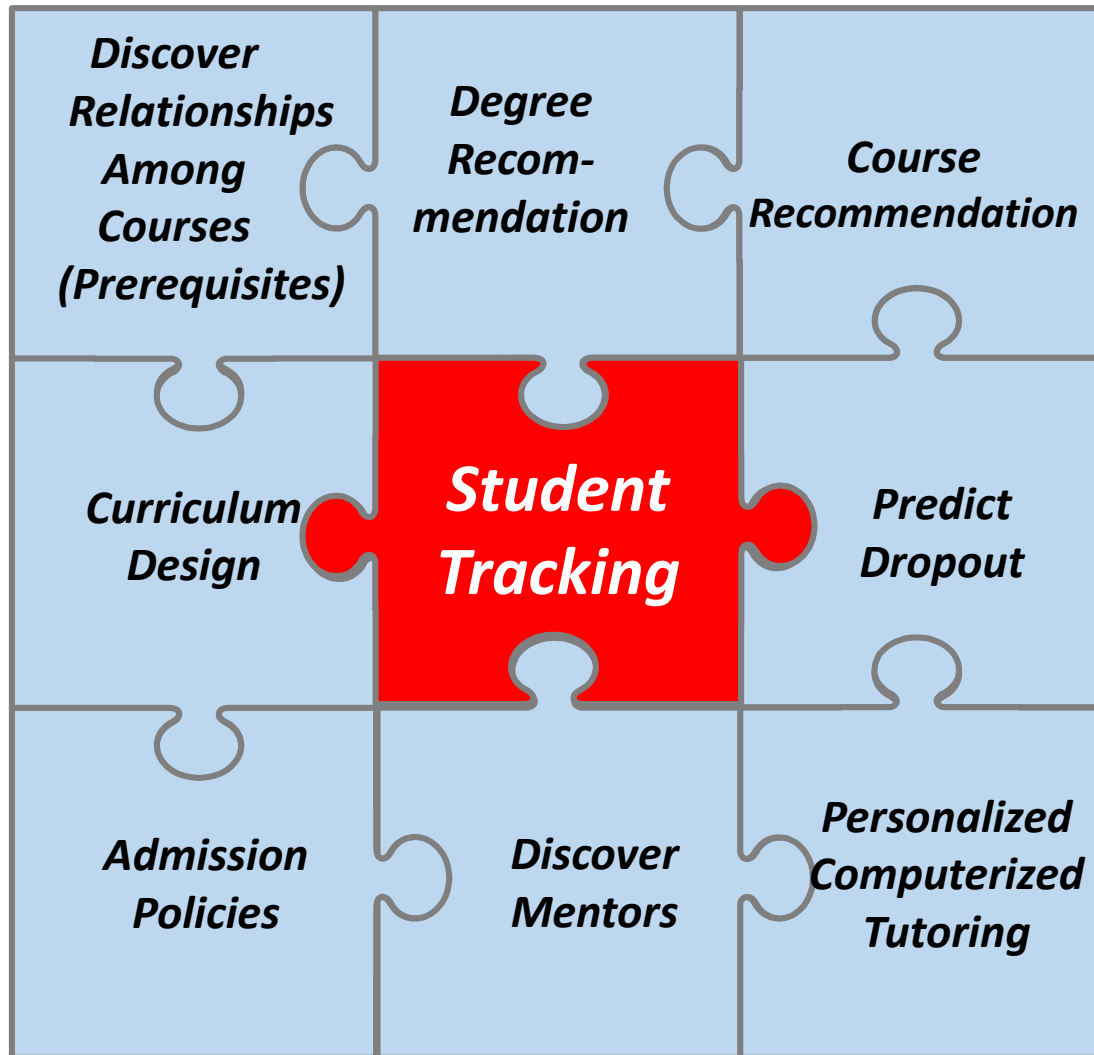 Discover
Relationships
Among
Courses
(Prerequisites)
Degree
Recom-
mendation
Course
Recommendation
Curriculum
Design
Student
Tracking
Predict
Dropout
Admission
Policies
Discover
Mentors
Personalized
Computerized
Tutoring